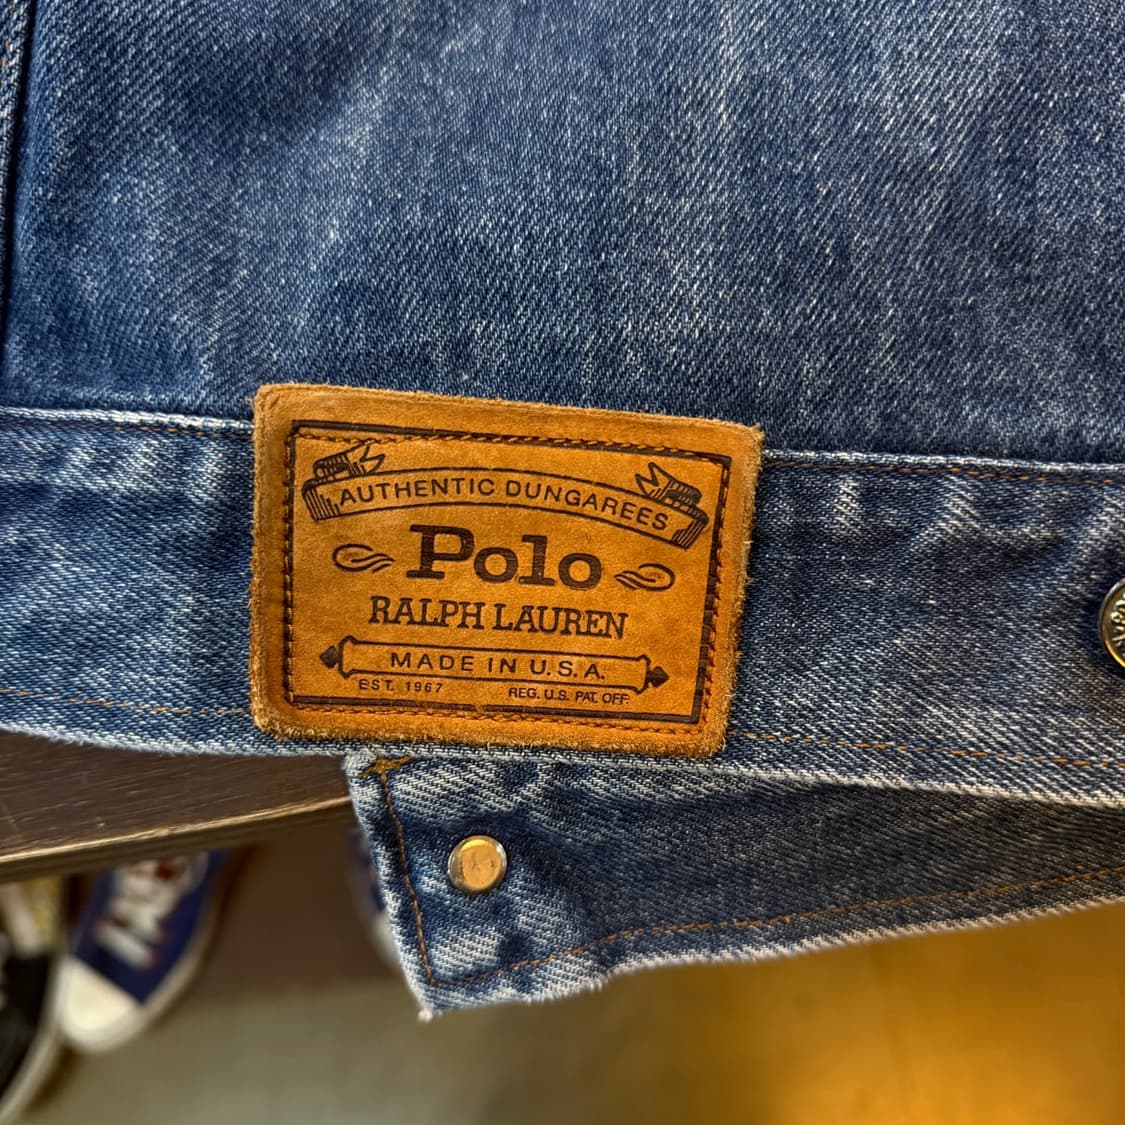 AUTHENTIC DUNGAREES
Polo
RALPH LAUREN
MADE IN U.S.A.
EST. 1967 REG. U.S. PAT. OFF.